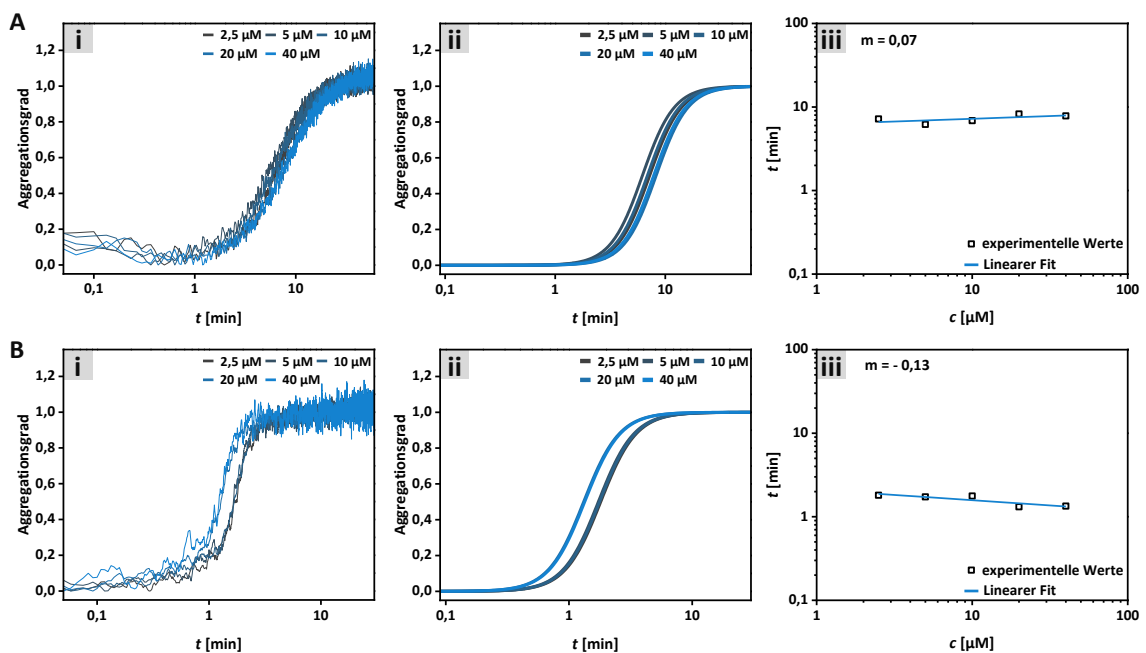 A
i
2,5 µM 5 µM 10 µM
20 µM 40 µM
Aggregationsgrad
1,2
1,0
0,8
0,6
0,4
0,2
0,0
0,1 1 10
t [min]
ii
2,5 µM 5 µM 10 µM
20 µM 40 µM
Aggregationsgrad
1,2
1,0
0,8
0,6
0,4
0,2
0,0
0,1 1 10
t [min]
iii
m = 0,07
t [min]
100
10
1
0,1
experimentelle Werte
Linearer Fit
1 10 100
c [µM]
B
i
2,5 µM 5 µM 10 µM
20 µM 40 µM
Aggregationsgrad
1,2
1,0
0,8
0,6
0,4
0,2
0,0
0,1 1 10
t [min]
ii
2,5 µM 5 µM 10 µM
20 µM 40 µM
Aggregationsgrad
1,2
1,0
0,8
0,6
0,4
0,2
0,0
0,1 1 10
t [min]
iii
m = - 0,13
t [min]
100
10
1
0,1
experimentelle Werte
Linearer Fit
1 10 100
c [µM]